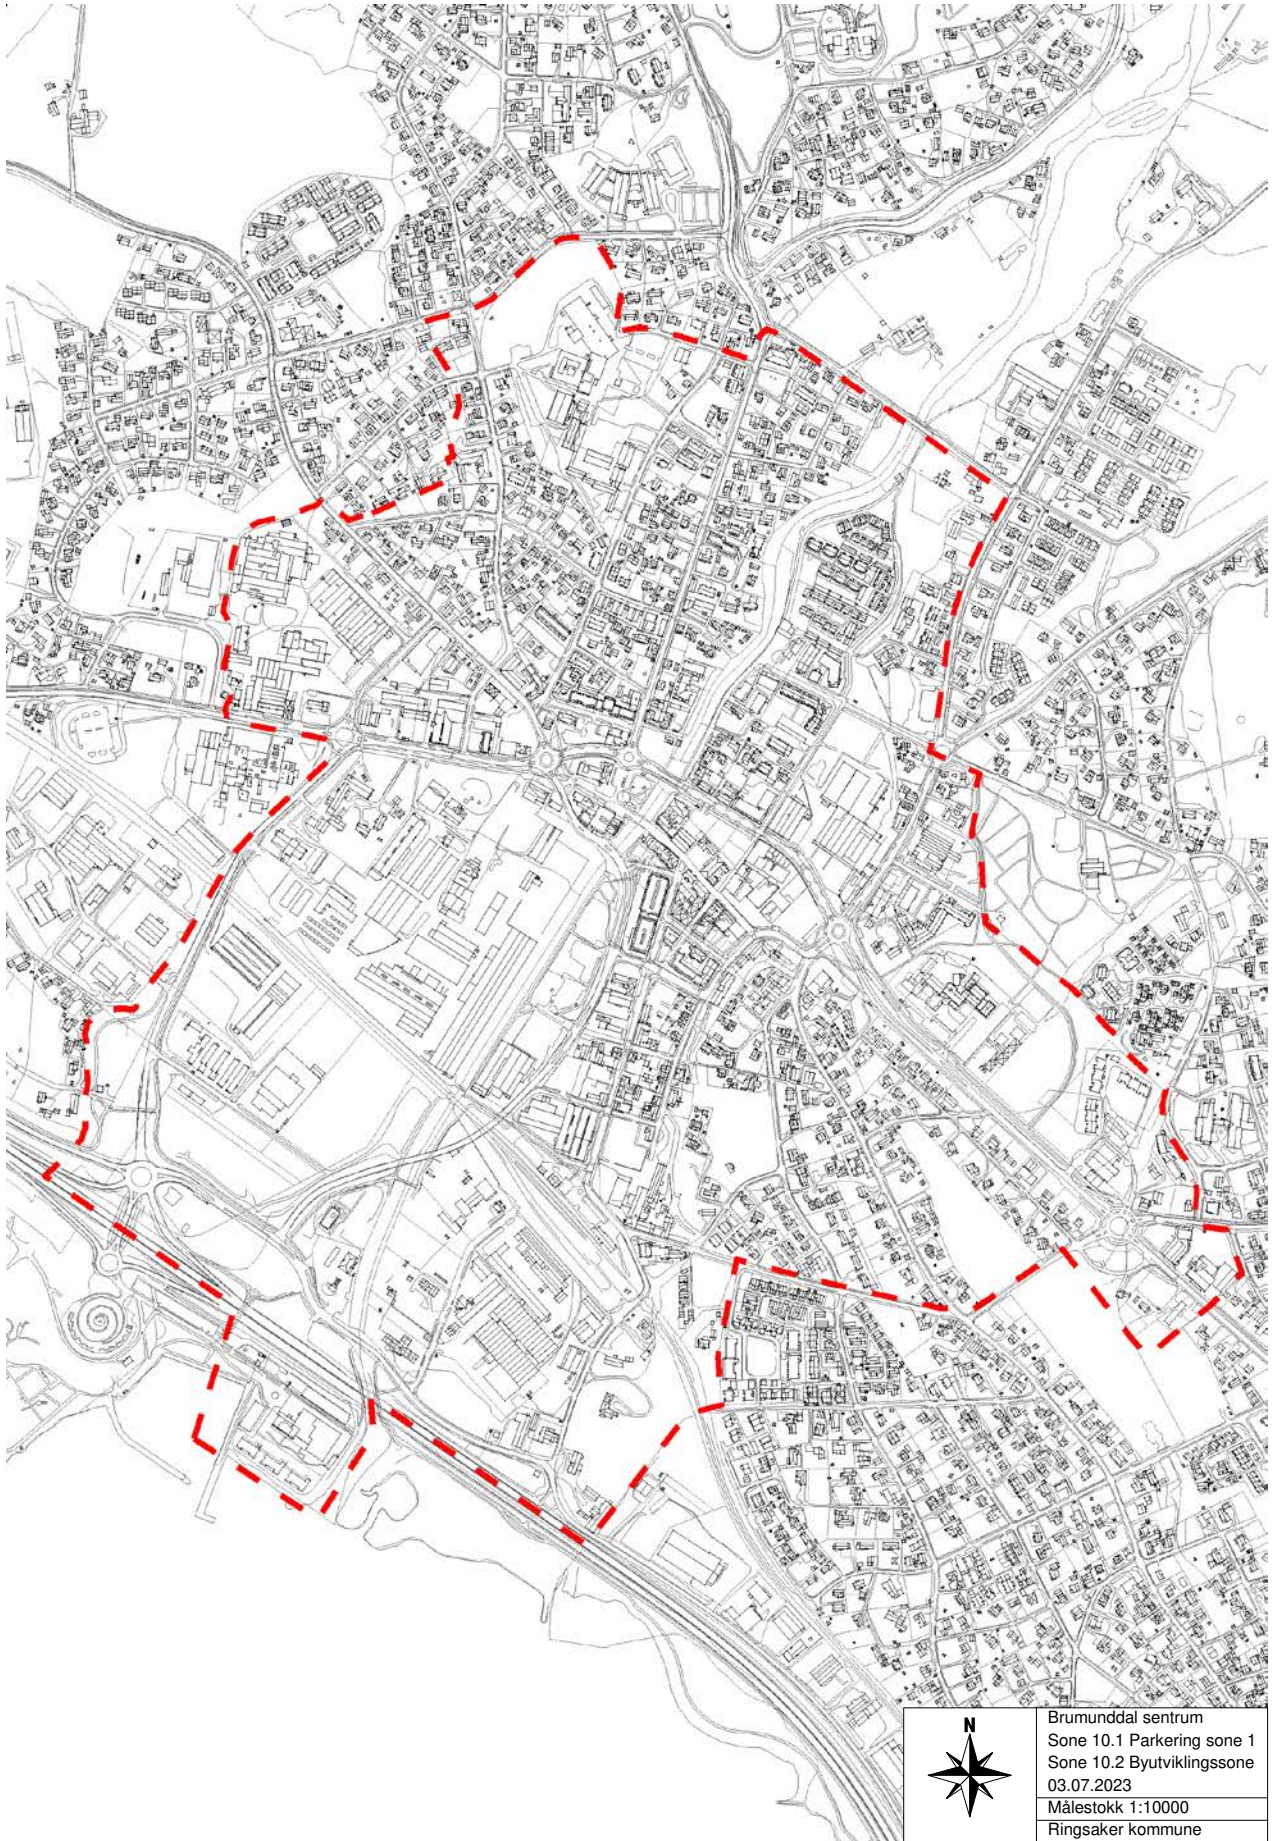 N
Brumunddal sentrum
Sone 10.1 Parkering sone 1
Sone 10.2 Byutviklingssone
03.07.2023
Målestokk 1:10000
Ringsaker kommune